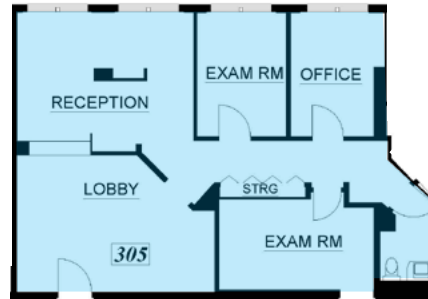 EXAM RM
OFFICE
RECEPTION
LOBBY
STRG
EXAM RM
305